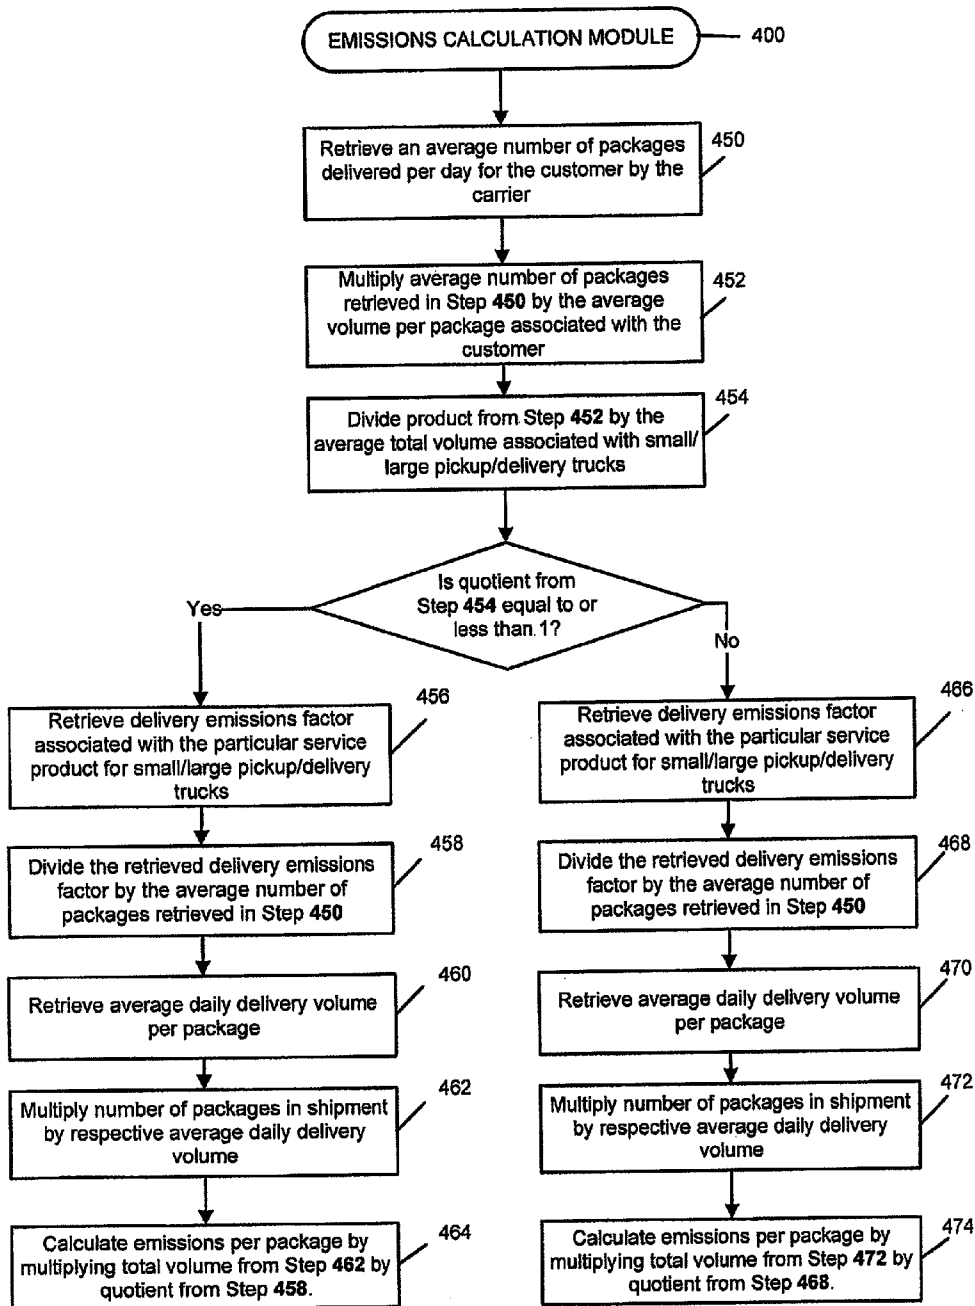 EMISSIONS CALCULATION MODULE
400
Retrieve an average number of packages
delivered per day for the customer by the
carrier
450
Multiply average number of packages
retrieved in Step 450 by the average
volume per package associated with the
customer
452
Divide product from Step 452 by the
average total volume associated with small/
large pickup/delivery trucks
454
Is quotient from
Step 454 equal to or
less than 1?
Yes
No
Retrieve delivery emissions factor
associated with the particular service
product for small/large pickup/delivery
trucks
456
Divide the retrieved delivery emissions
factor by the average number of
packages retrieved in Step 450
458
Retrieve average daily delivery volume
per package
460
Multiply number of packages in shipment
by respective average daily delivery
volume
462
Calculate emissions per package by
multiplying total volume from Step 462 by
quotient from Step 458.
464
Retrieve delivery emissions factor
associated with the particular service
product for small/large pickup/delivery
trucks
466
Divide the retrieved delivery emissions
factor by the average number of
packages retrieved in Step 450
468
Retrieve average daily delivery volume
per package
470
Multiply number of packages in shipment
by respective average daily delivery
volume
472
Calculate emissions per package by
multiplying total volume from Step 472 by
quotient from Step 468.
474